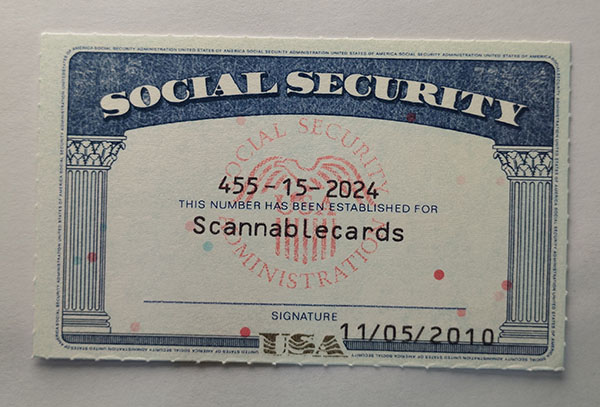 SOCIAL SECURITY
SOCIAL SECURITY
ADMINISTRATION
455-15-2024
THIS NUMBER HAS BEEN ESTABLISHED FOR
Scannablecards
SIGNATURE
11/05/2010
USA